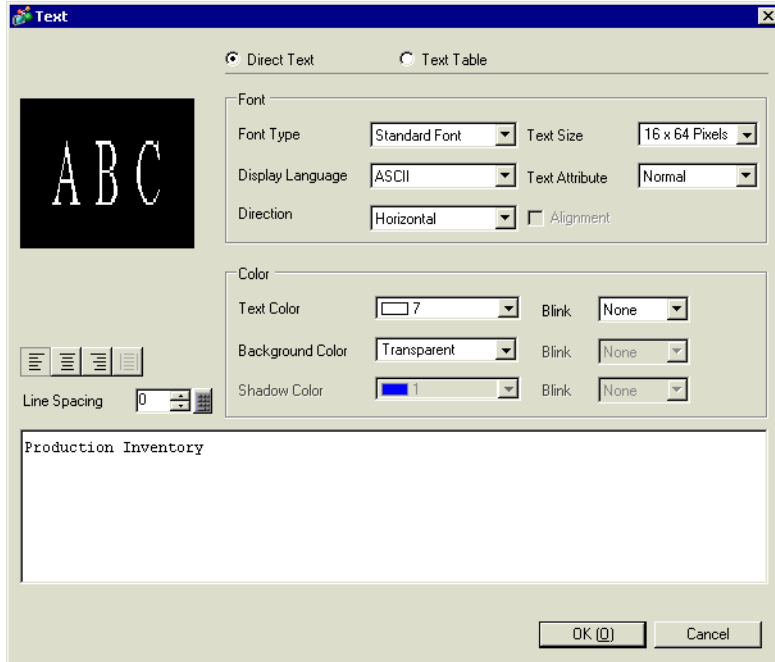 Text
Direct Text Text Table
Font
Font Type Standard Font Text Size 16 x 64 Pixels
Display Language ASCII Text Attribute Normal
Direction Horizontal Alignment
ABC
Color
Text Color 7 Blink None
Background Color Transparent Blink None
Shadow Color 1 Blink None
Line Spacing 0
Production Inventory
OK (O) Cancel